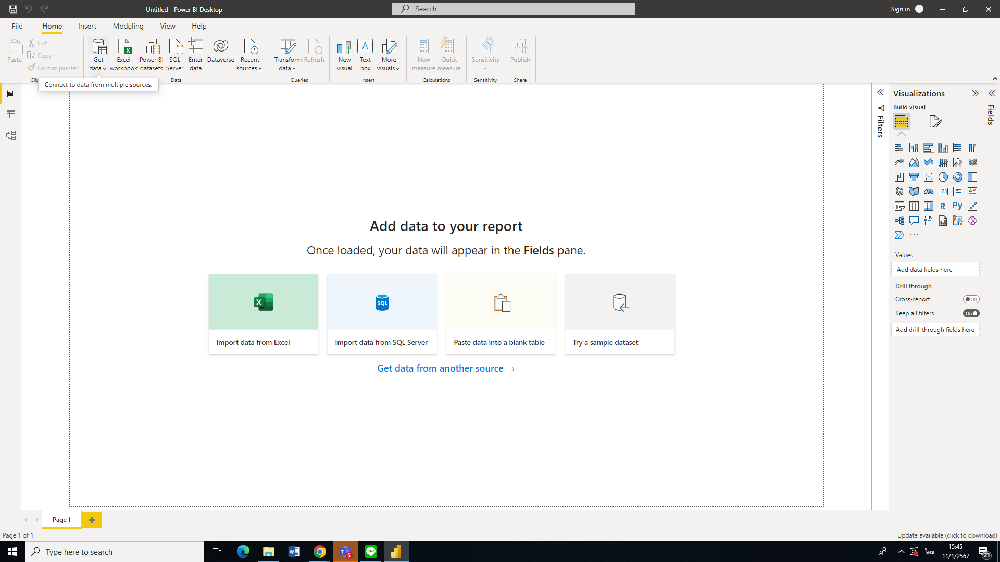 Untitled - Power BI Desktop
Search
Sign in
File Home Insert Modeling View Help
Paste
Cut
Copy
Format painter
Get data
Excel workbook
Power BI datasets
SQL Server
Enter data
Dataverse
Recent sources
Transform data
Refresh
New visual
Text box
More visuals
New measure
Quick measure
Sensitivity
Publish
Data
Queries
Insert
Calculations
Sensitivity
Share
Connect to data from multiple sources.
Filters
Visualizations
Build visual
Fields
123
R
Py
Values
Add data fields here
Drill through
Cross-report
Off
Keep all filters
On
Add drill-through fields here
Add data to your report
Once loaded, your data will appear in the Fields pane.
X
SQL
Import data from Excel
Import data from SQL Server
Paste data into a blank table
Try a sample dataset
Get data from another source →
Page 1
Page 1 of 1
Update available (click to download)
Type here to search
5
LINE
ไทย
15:45
11/1/2567
21